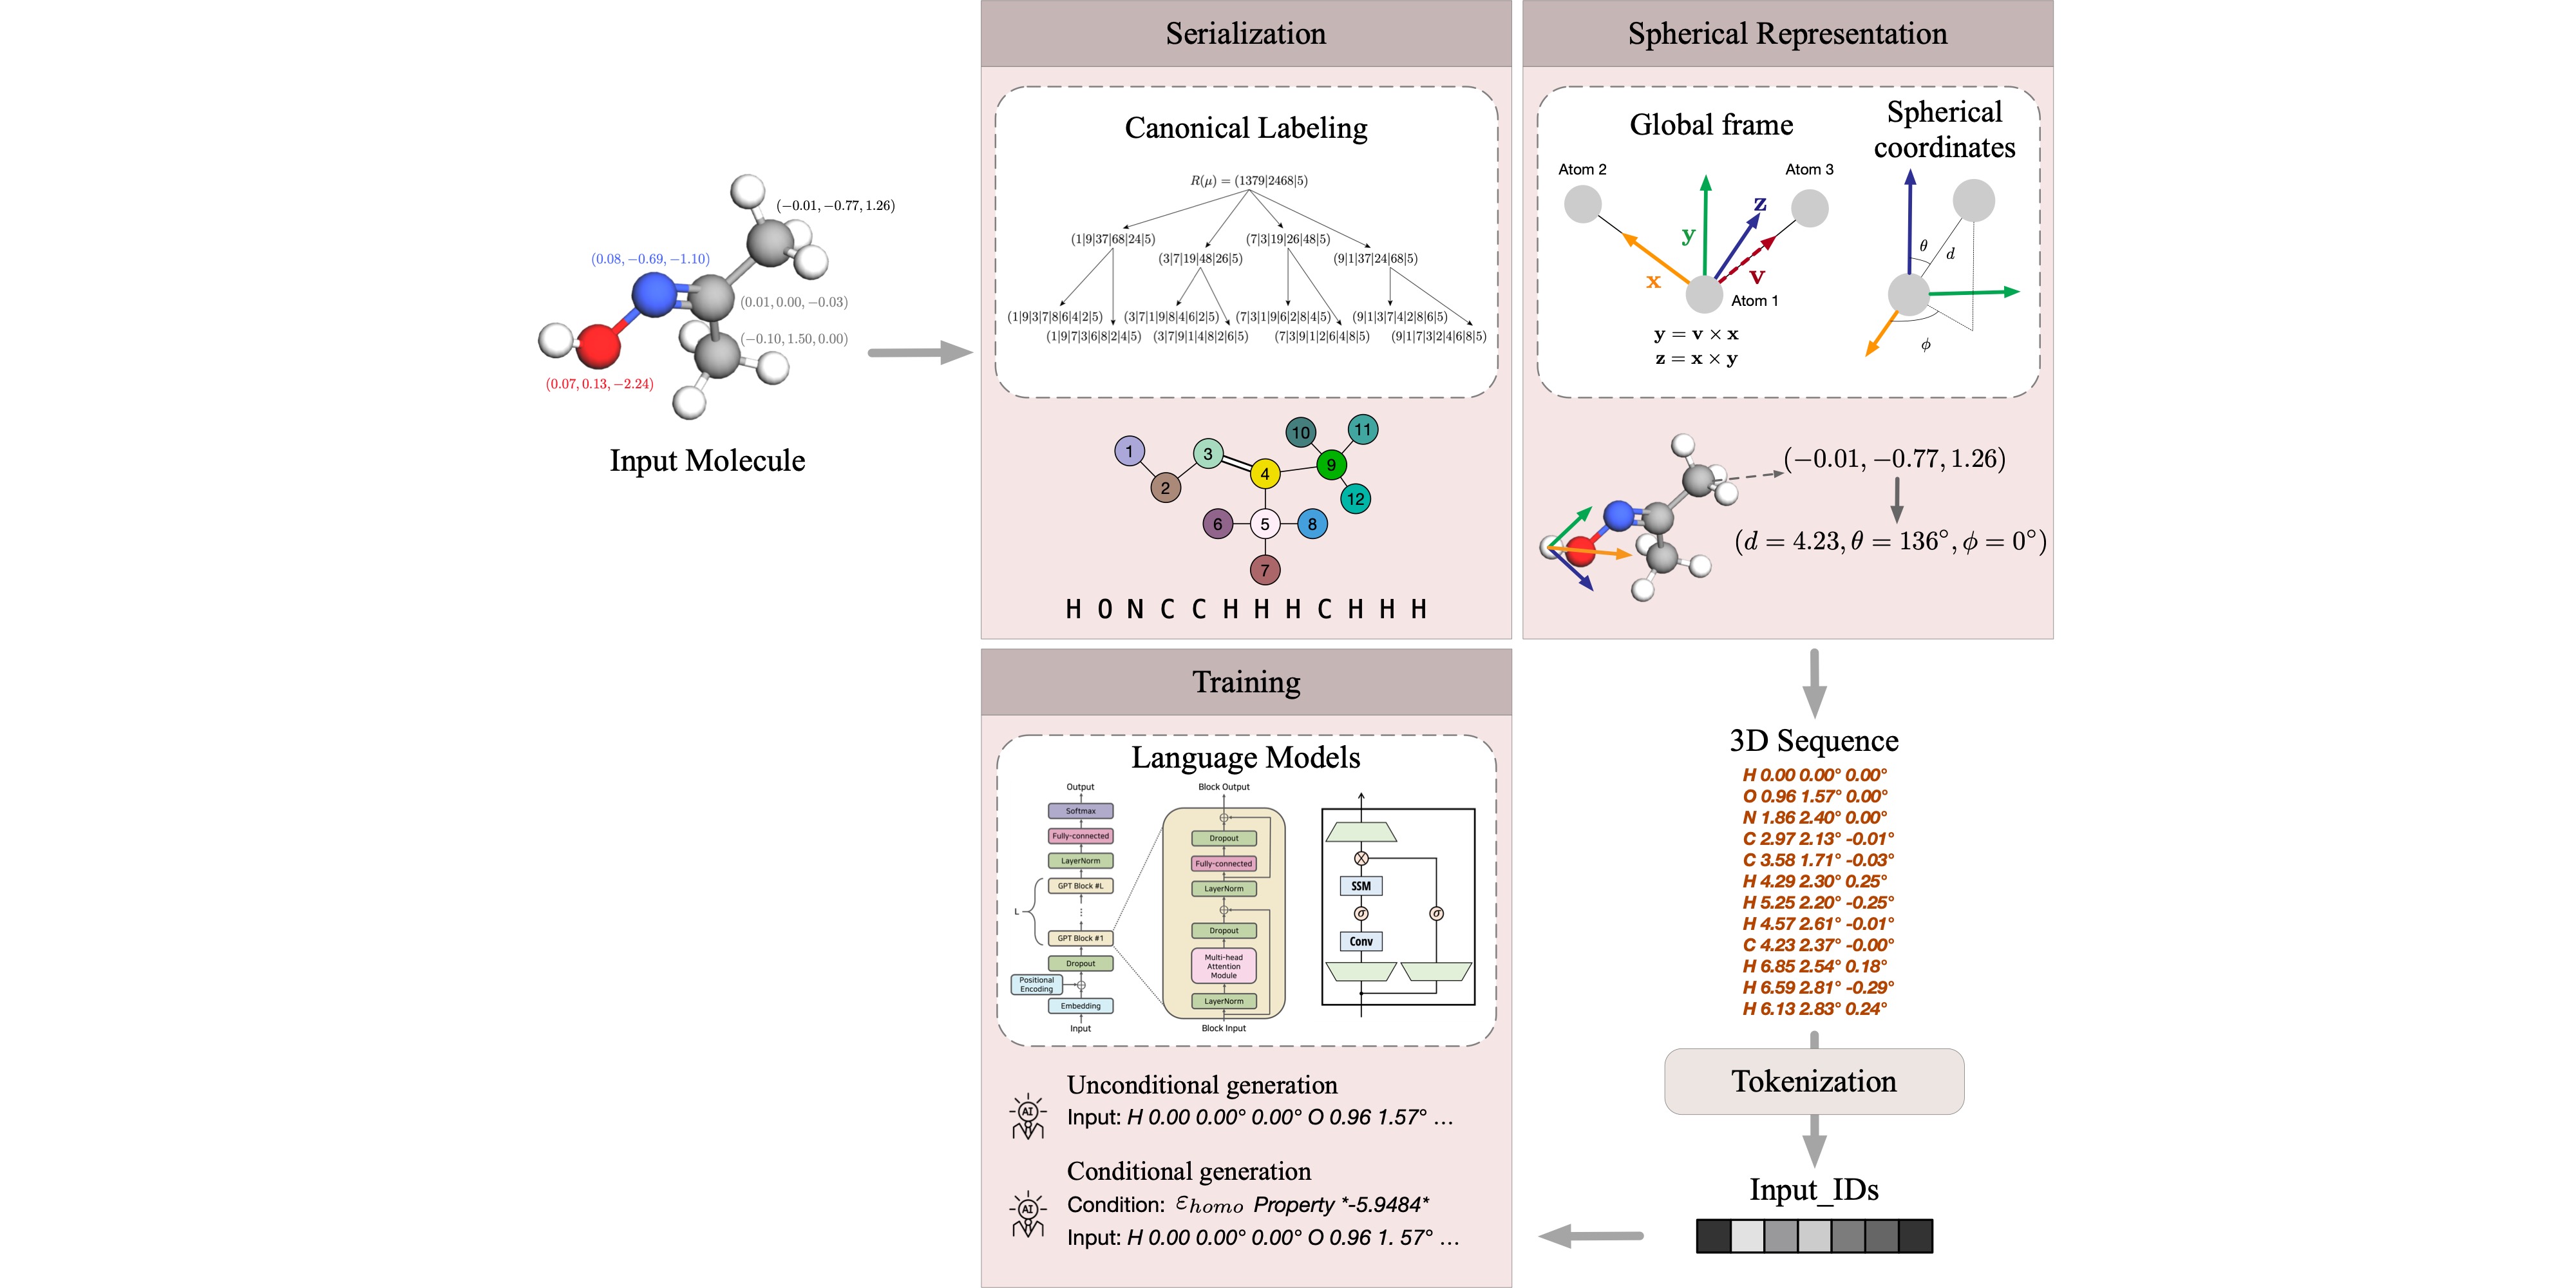 (−0.01, −0.77, 1.26)
(0.08, −0.69, −1.10)
(0.01, 0.00, −0.03)
(−0.10, 1.50, 0.00)
(0.07, 0.13, −2.24)
Input Molecule
Serialization
Canonical Labeling
R(μ) = (1379|2468|5)
(1|9|37|68|24|5)
(7|3|19|26|48|5)
(3|7|19|48|26|5)
(9|1|37|24|68|5)
(1|9|3|7|8|6|4|2|5)
(3|7|1|9|8|4|6|2|5)
(7|3|1|9|6|2|8|4|5)
(9|1|3|7|4|2|8|6|5)
(1|9|7|3|6|8|2|4|5)
(3|7|9|1|4|8|2|6|5)
(7|3|9|1|2|6|4|8|5)
(9|1|7|3|2|4|6|8|5)
1
2
3
4
5
6
7
8
9
10
11
12
H O N C C H H H C H H H
Spherical Representation
Global frame
Atom 2
Atom 3
y
z
x
v
Atom 1
y = v × x
z = x × y
Spherical
coordinates
θ
d
ϕ
(−0.01, −0.77, 1.26)
(d = 4.23, θ = 136°, ϕ = 0°)
3D Sequence
H 0.00 0.00° 0.00°
O 0.96 1.57° 0.00°
N 1.86 2.40° 0.00°
C 2.97 2.13° -0.01°
C 3.58 1.71° -0.03°
H 4.29 2.30° 0.25°
H 5.25 2.20° -0.25°
H 4.57 2.61° -0.01°
C 4.23 2.37° -0.00°
H 6.85 2.54° 0.18°
H 6.59 2.81° -0.29°
H 6.13 2.83° 0.24°
Tokenization
Input_IDs
Training
Language Models
Output
Softmax
Fully-connected
LayerNorm
GPT Block #L
L
GPT Block #1
Dropout
Positional
Encoding
Embedding
Input
Block Output
Dropout
Fully-connected
LayerNorm
Dropout
Multi-head
Attention
Module
LayerNorm
Block Input
SSM
σ
σ
Conv
AI
Unconditional generation
Input: H 0.00 0.00° 0.00° O 0.96 1.57° …
AI
Conditional generation
Condition: ε homo Property *-5.9484*
Input: H 0.00 0.00° 0.00° O 0.96 1. 57° …